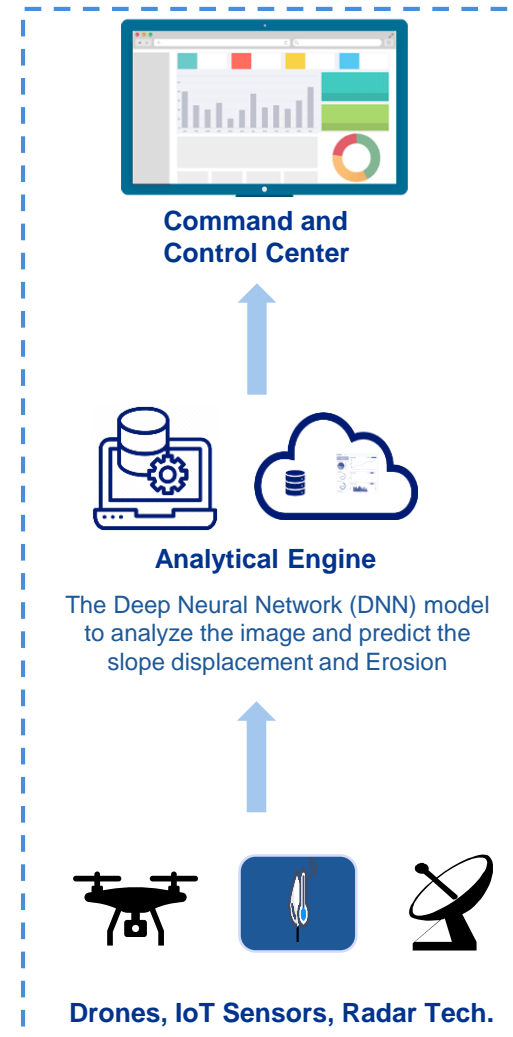 Command and
Control Center
Analytical Engine
The Deep Neural Network (DNN) model
to analyze the image and predict the
slope displacement and Erosion
Drones, IoT Sensors, Radar Tech.